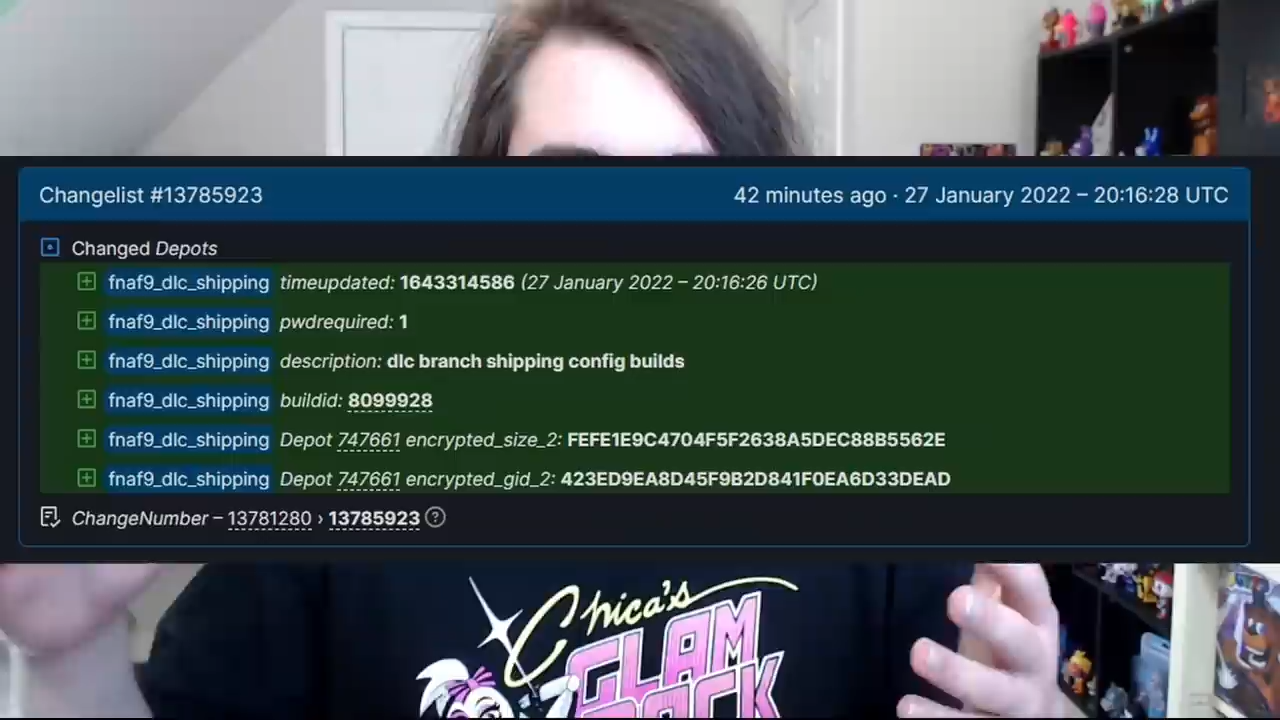 Changelist #13785923
42 minutes ago · 27 January 2022 – 20:16:28 UTC
Changed Depots
fnaf9_dlc_shipping timeupdated: 1643314586 (27 January 2022 – 20:16:26 UTC)
fnaf9_dlc_shipping pwdrequired: 1
fnaf9_dlc_shipping description: dlc branch shipping config builds
fnaf9_dlc_shipping buildid: 8099928
fnaf9_dlc_shipping Depot 747661 encrypted_size_2: FEFE1E9C4704F5F2638A5DEC88B5562E
fnaf9_dlc_shipping Depot 747661 encrypted_gid_2: 423ED9EA8D45F9B2D841F0EA6D33DEAD
ChangeNumber – 13781280 › 13785923 ?
Chica's
GLAM
ROCK